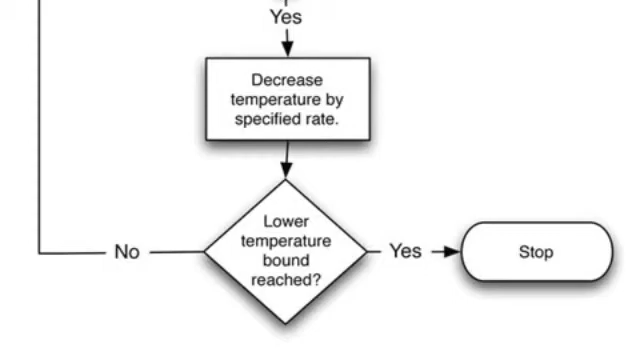 Yes
Decrease
temperature by
specified rate.
Lower
temperature
bound
reached?
No
Yes
Stop